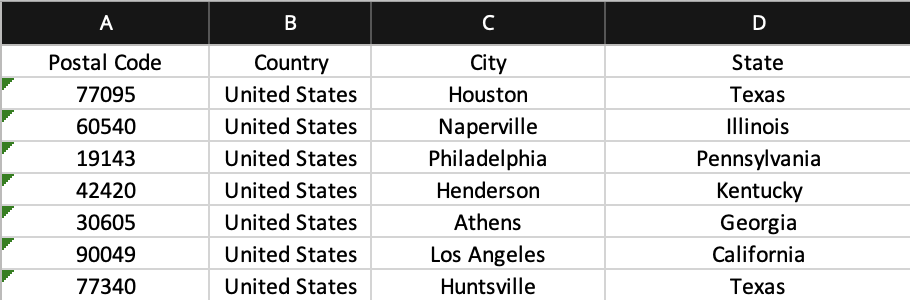 A B C D
Postal Code Country City State
77095 United States Houston Texas
60540 United States Naperville Illinois
19143 United States Philadelphia Pennsylvania
42420 United States Henderson Kentucky
30605 United States Athens Georgia
90049 United States Los Angeles California
77340 United States Huntsville Texas